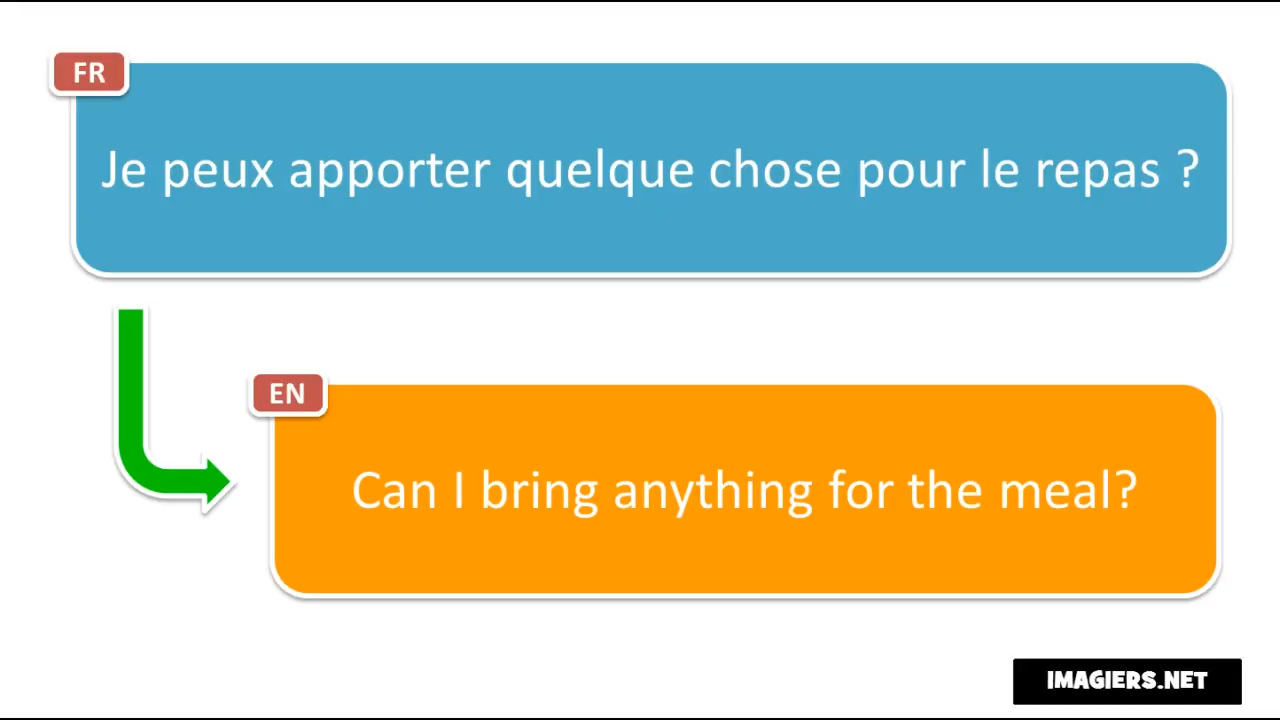 FR
Je peux apporter quelque chose pour le repas ?
EN
Can I bring anything for the meal?
IMAGIERS.NET